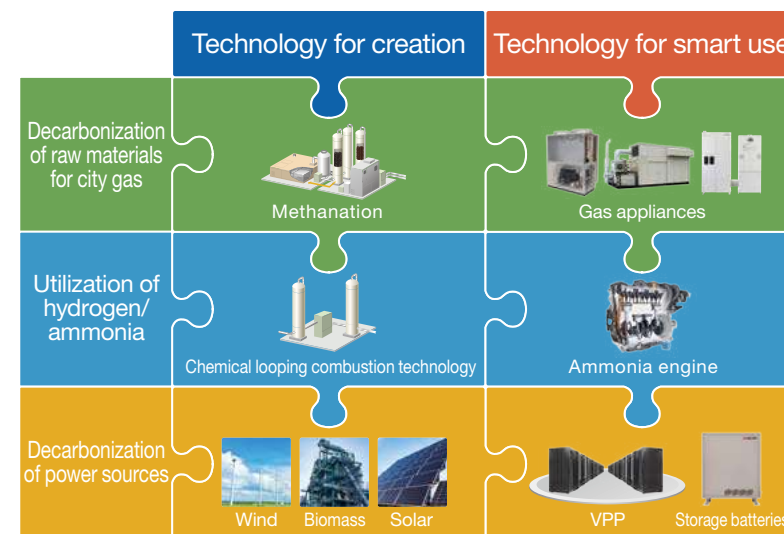 Technology for creation
Technology for smart use
Decarbonization
of raw materials
for city gas
Methanation
Gas appliances
Utilization of
hydrogen/
ammonia
Chemical looping combustion technology
Ammonia engine
Decarbonization
of power sources
Wind
Biomass
Solar
VPP
Storage batteries